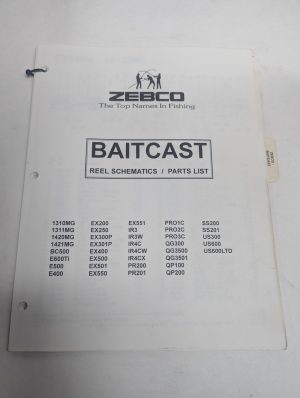 ZEBCO
The Top Names In Fishing
BAITCAST
REEL SCHEMATICS / PARTS LIST
1310MG EX200 EX551 PRO1C SS200
1311MG EX250 IR3 PRO2C SS201
1420MG EX300P IR3W PRO3C US300
1421MG EX301P IR4C QG300 US600
BC500 EX400 IR4CW QG3500 US600LTD
E600Ti EX500 IR4CX QG3501
E500 EX501 PR200 QP100
E400 EX550 PR201 QP200